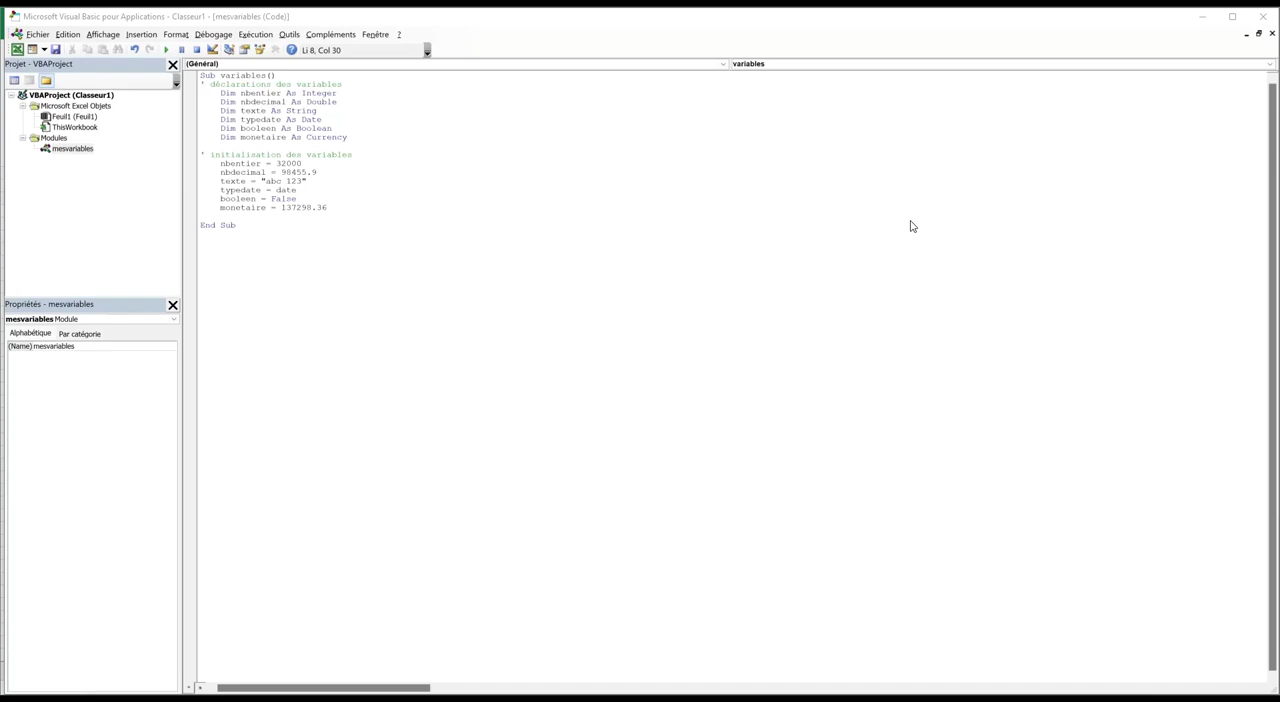 Microsoft Visual Basic pour Applications - Classeur1 - [mesvariables (Code)]
Fichier Edition Affichage Insertion Format Débogage Exécution Outils Compléments Fenêtre ?
Li 8, Col 30
Projet - VBAProject
(Général)
variables
VBAProject (Classeur1)
Microsoft Excel Objets
Feuil1 (Feuil1)
ThisWorkbook
Modules
mesvariables
Propriétés - mesvariables
mesvariables Module
Alphabétique Par catégorie
(Name) mesvariables
Sub variables()
' déclarations des variables
Dim nbentier As Integer
Dim nbdecimal As Double
Dim texte As String
Dim typedate As Date
Dim booleen As Boolean
Dim monetaire As Currency
' initialisation des variables
nbentier = 32000
nbdecimal = 98455.9
texte = "abc 123"
typedate = date
booleen = False
monetaire = 137298.36
End Sub